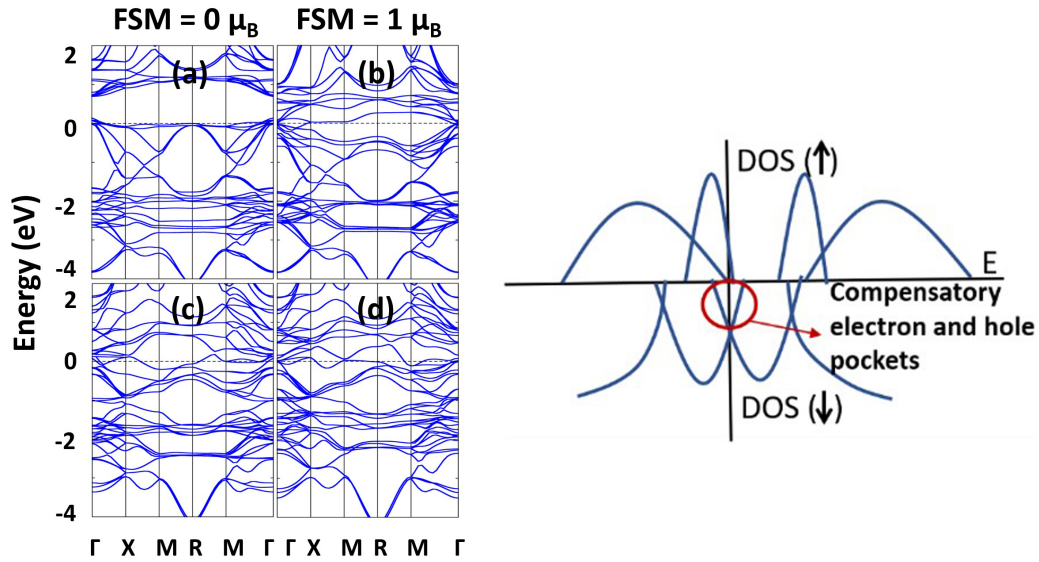 FSM = 0 μB FSM = 1 μB
(a) (b)
(c) (d)
Energy (eV)
2
0
-2
-4
2
0
-2
-4
Γ X M R M Γ Γ X M R M Γ
DOS (↑)
E
Compensatory
electron and hole
pockets
DOS (↓)